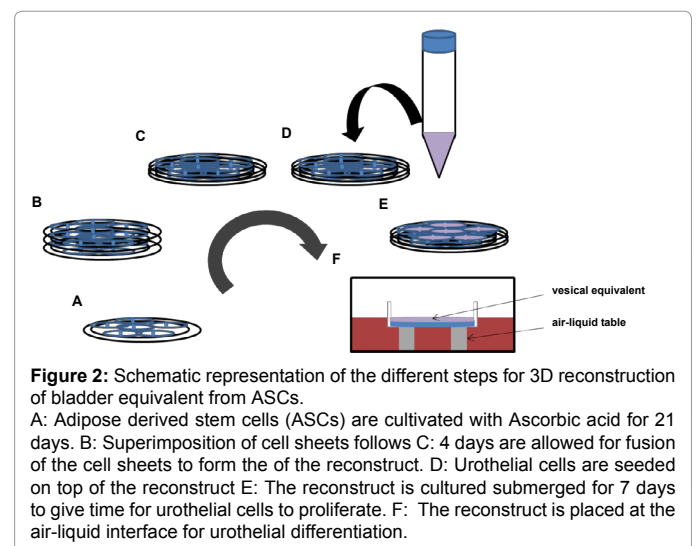 C
D
B
E
F
A
vesical equivalent
air-liquid table
Figure 2: Schematic representation of the different steps for 3D reconstruction
of bladder equivalent from ASCs.
A: Adipose derived stem cells (ASCs) are cultivated with Ascorbic acid for 21
days. B: Superimposition of cell sheets follows C: 4 days are allowed for fusion
of the cell sheets to form the of the reconstruct. D: Urothelial cells are seeded
on top of the reconstruct E: The reconstruct is cultured submerged for 7 days
to give time for urothelial cells to proliferate. F: The reconstruct is placed at the
air-liquid interface for urothelial differentiation.